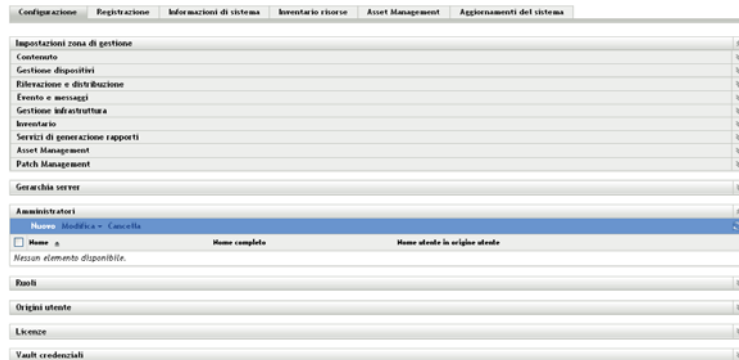 Configurazione Registrazione Informazioni di sistema Inventario risorse Asset Management Aggiornamenti del sistema
Impostazioni zona di gestione
Contenuto
Gestione dispositivi
Rilevazione e distribuzione
Evento e messaggi
Gestione infrastruttura
Inventario
Servizi di generazione rapporti
Asset Management
Patch Management
Gerarchia server
Amministratori
Nuovo Modifica Cancella
Nome Nome completo Nome utente in origine utente
Nessun elemento disponibile.
Ruoli
Origini utente
Licenze
Vault credenziali